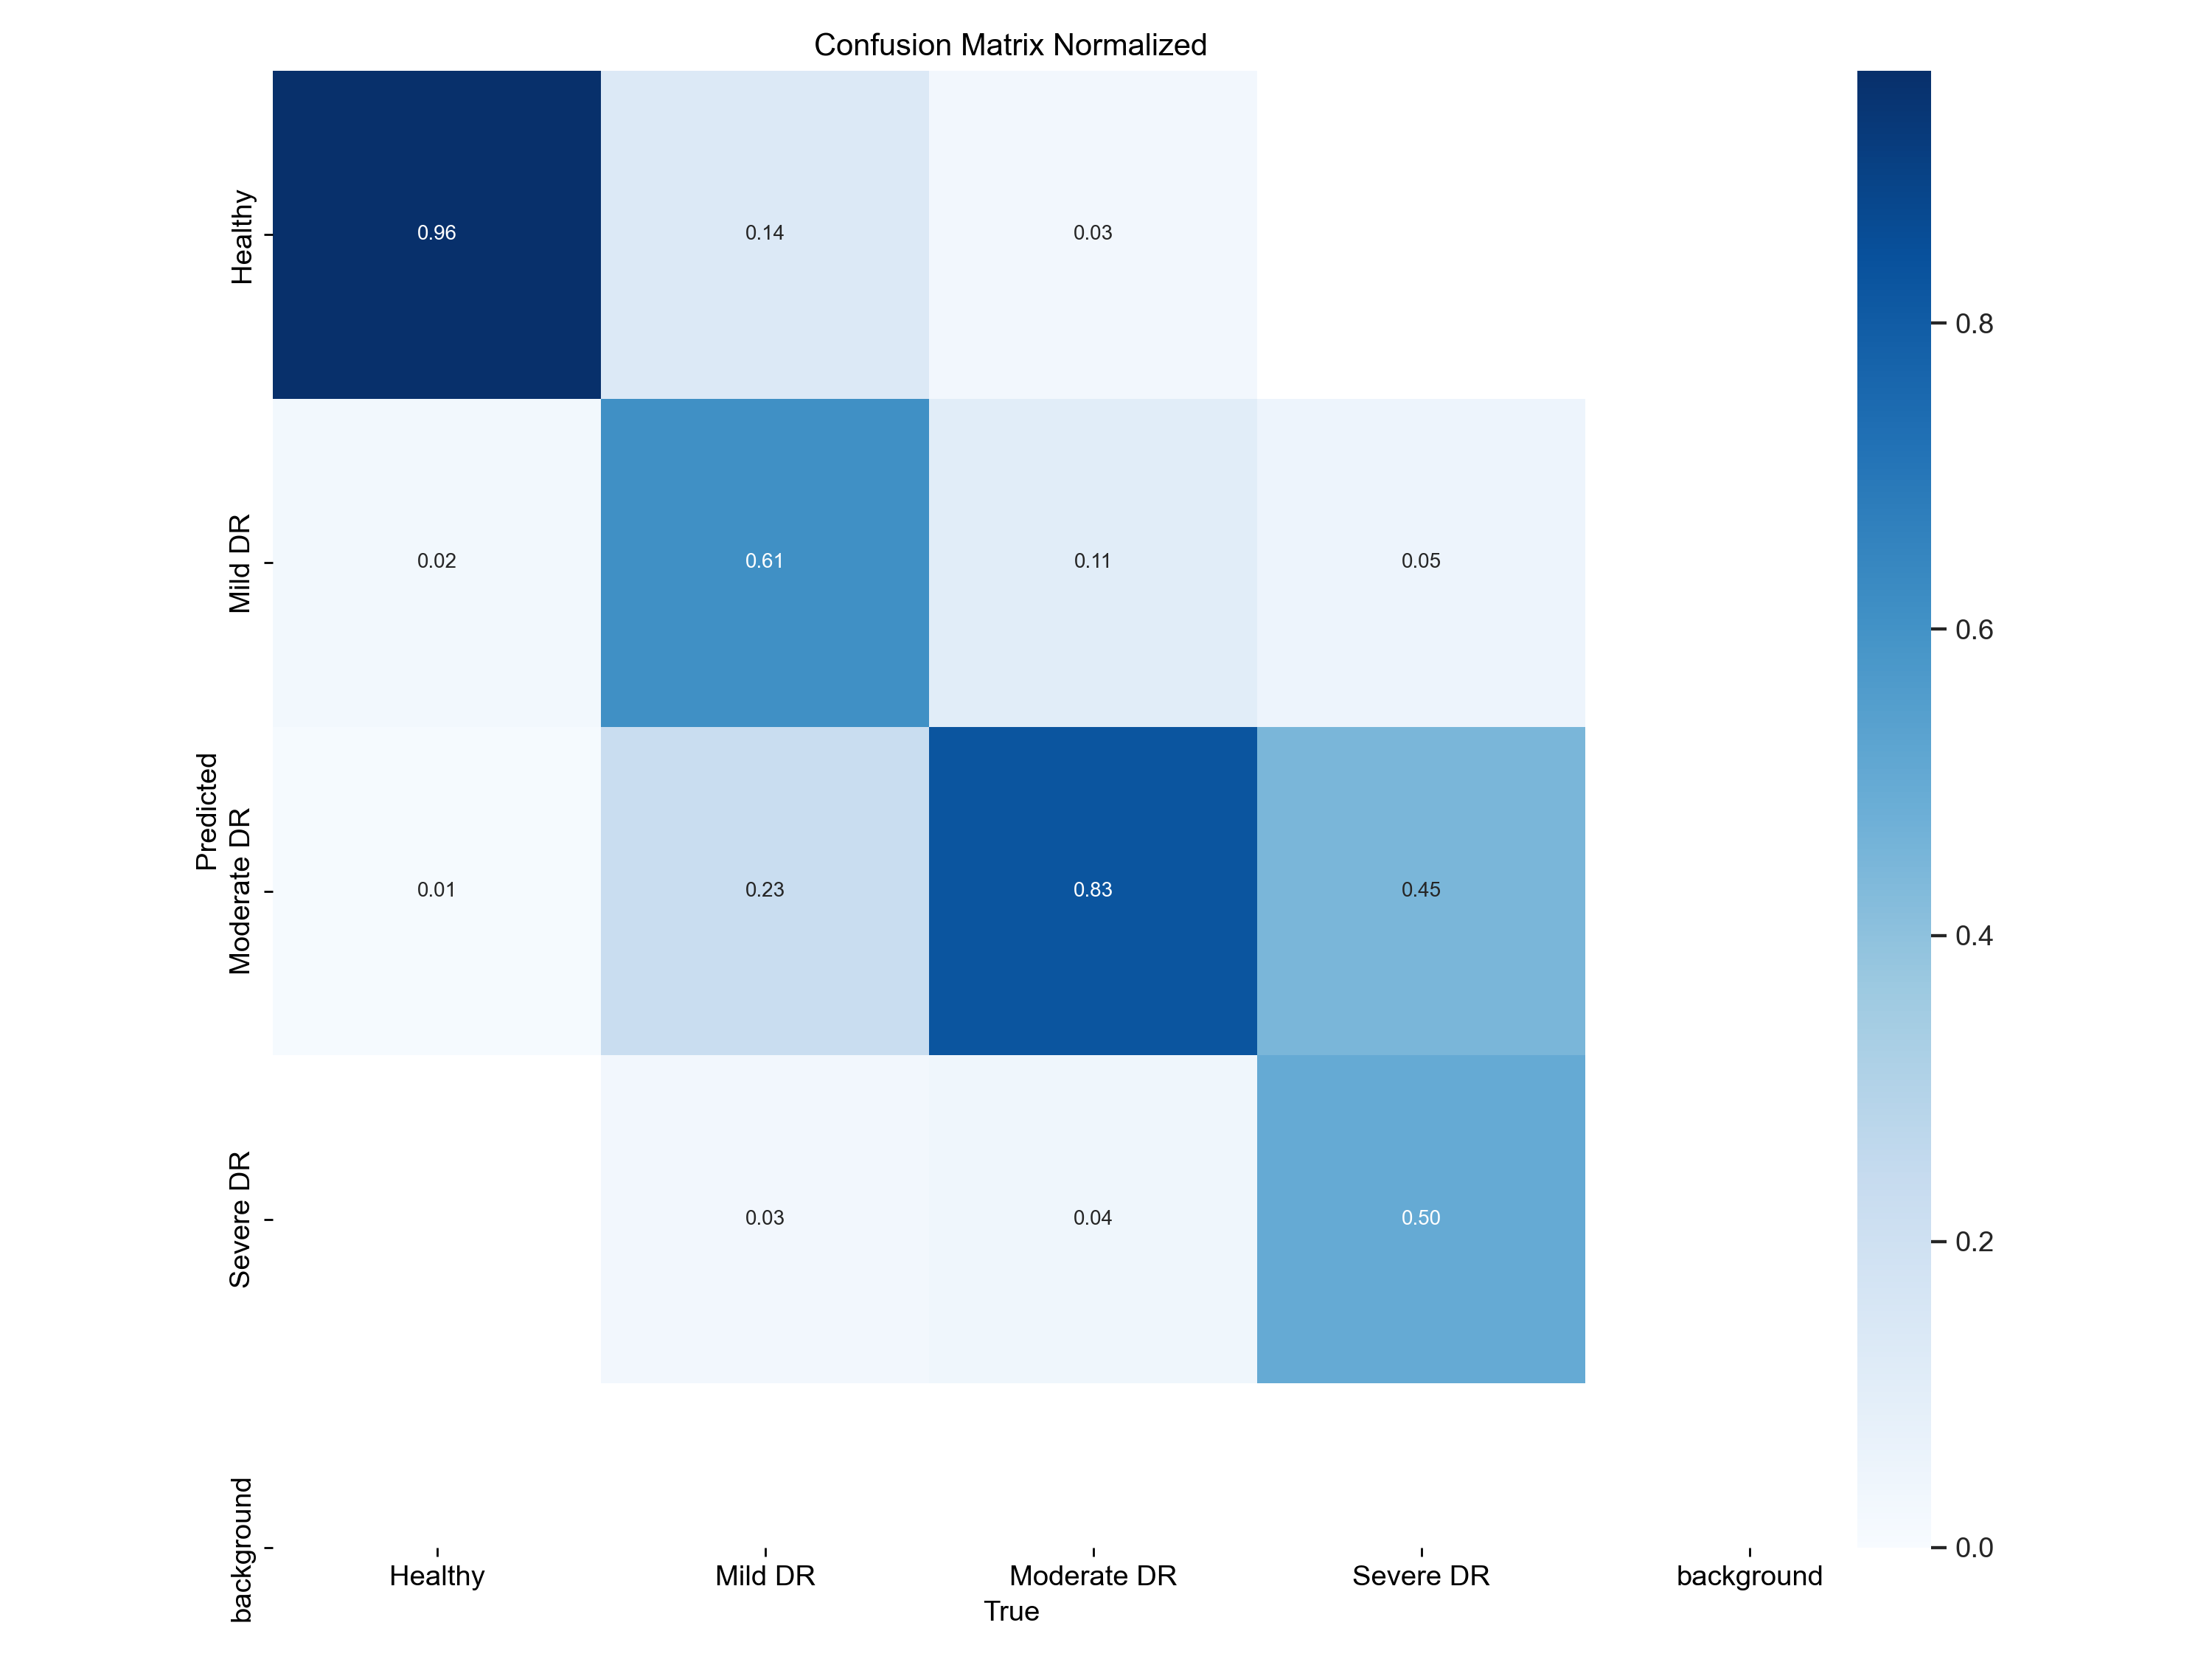 Confusion Matrix Normalized
Healthy
0.96
0.14
0.03
Mild DR
0.02
0.61
0.11
0.05
Predicted
Moderate DR
0.01
0.23
0.83
0.45
Severe DR
0.03
0.04
0.50
background
Healthy
Mild DR
Moderate DR
Severe DR
background
True
0.8
0.6
0.4
0.2
0.0